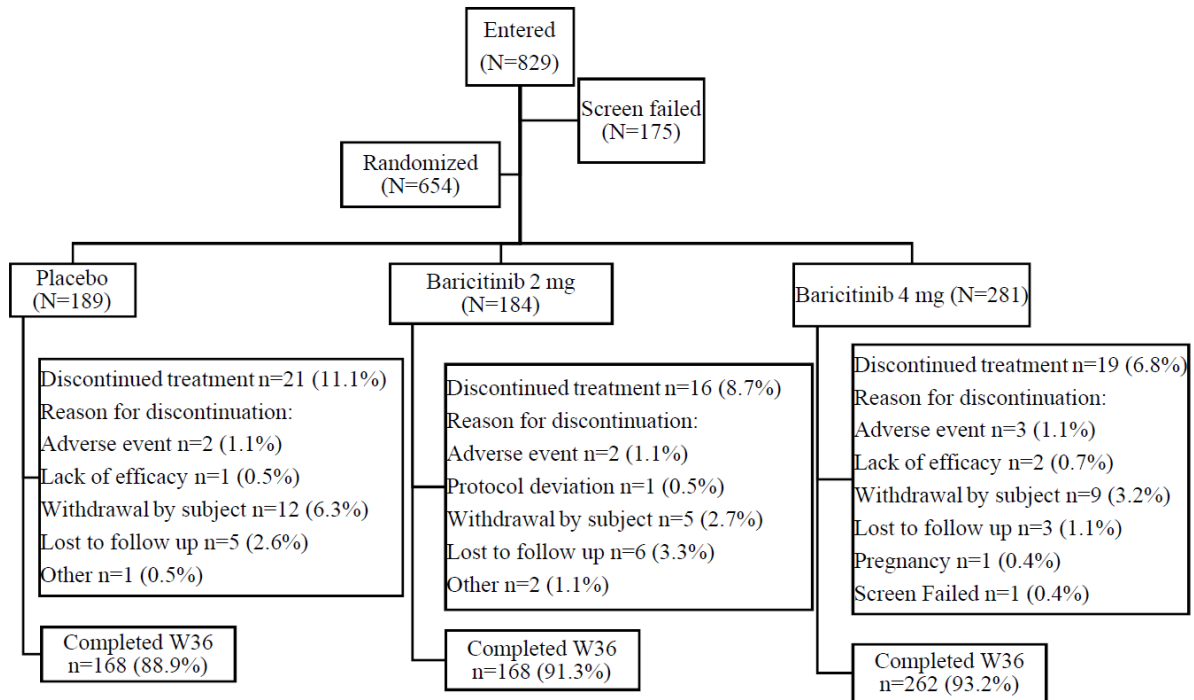 Entered
(N=829)
Screen failed
(N=175)
Randomized
(N=654)
Placebo
(N=189)
Baricitinib 2 mg
(N=184)
Baricitinib 4 mg (N=281)
Discontinued treatment n=21 (11.1%)
Reason for discontinuation:
Adverse event n=2 (1.1%)
Lack of efficacy n=1 (0.5%)
Withdrawal by subject n=12 (6.3%)
Lost to follow up n=5 (2.6%)
Other n=1 (0.5%)
Discontinued treatment n=16 (8.7%)
Reason for discontinuation:
Adverse event n=2 (1.1%)
Protocol deviation n=1 (0.5%)
Withdrawal by subject n=5 (2.7%)
Lost to follow up n=6 (3.3%)
Other n=2 (1.1%)
Discontinued treatment n=19 (6.8%)
Reason for discontinuation:
Adverse event n=3 (1.1%)
Lack of efficacy n=2 (0.7%)
Withdrawal by subject n=9 (3.2%)
Lost to follow up n=3 (1.1%)
Pregnancy n=1 (0.4%)
Screen Failed n=1 (0.4%)
Completed W36
n=168 (88.9%)
Completed W36
n=168 (91.3%)
Completed W36
n=262 (93.2%)